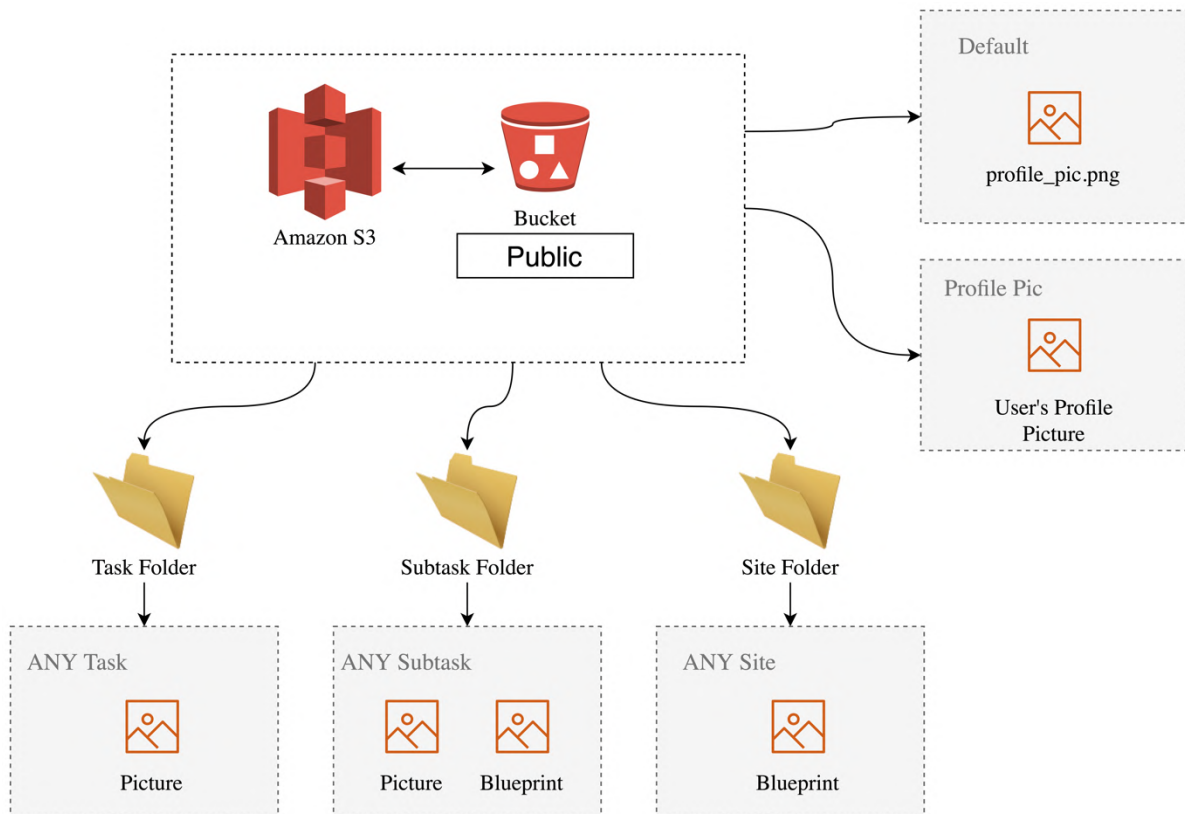 Default
profile_pic.png
Amazon S3
Bucket
Public
Profile Pic
User's Profile
Picture
Task Folder
Subtask Folder
Site Folder
ANY Task
ANY Subtask
ANY Site
Picture
Picture
Blueprint
Blueprint